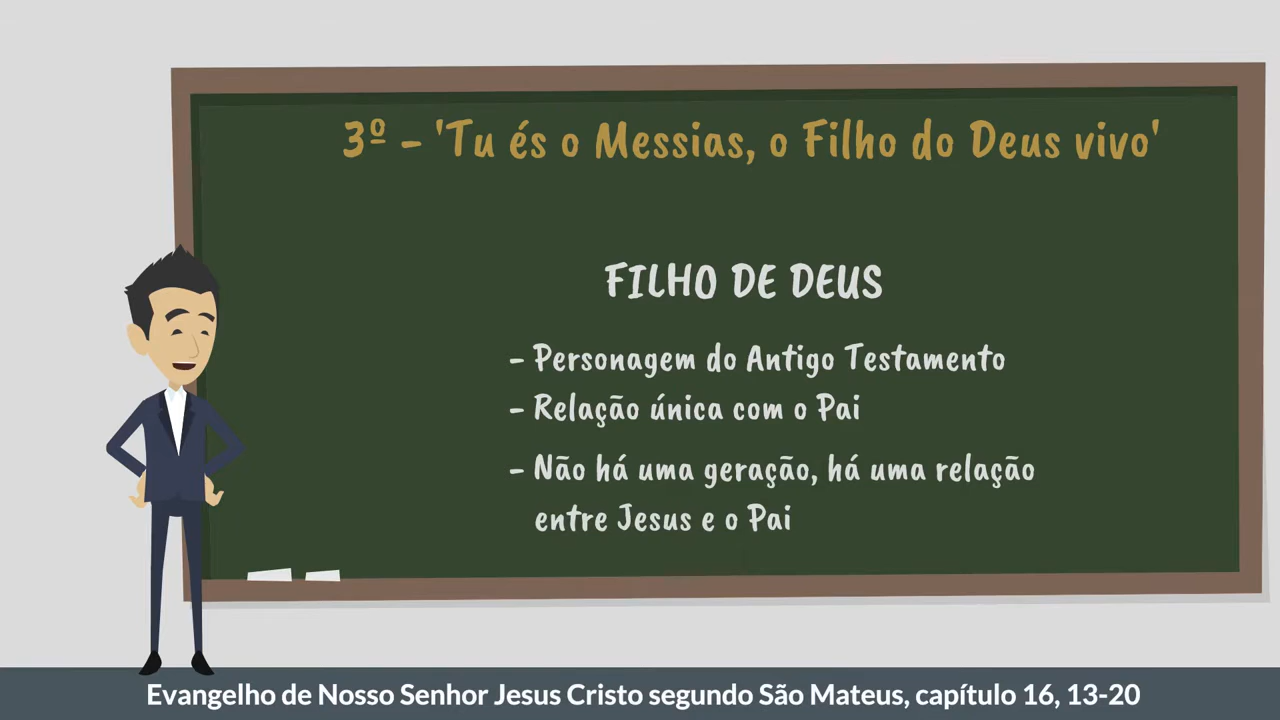 3º - 'Tu és o Messias, o Filho do Deus vivo'
FILHO DE DEUS
- Personagem do Antigo Testamento
- Relação única com o Pai
- Não há uma geração, há uma relação
entre Jesus e o Pai
Evangelho de Nosso Senhor Jesus Cristo segundo São Mateus, capítulo 16, 13-20